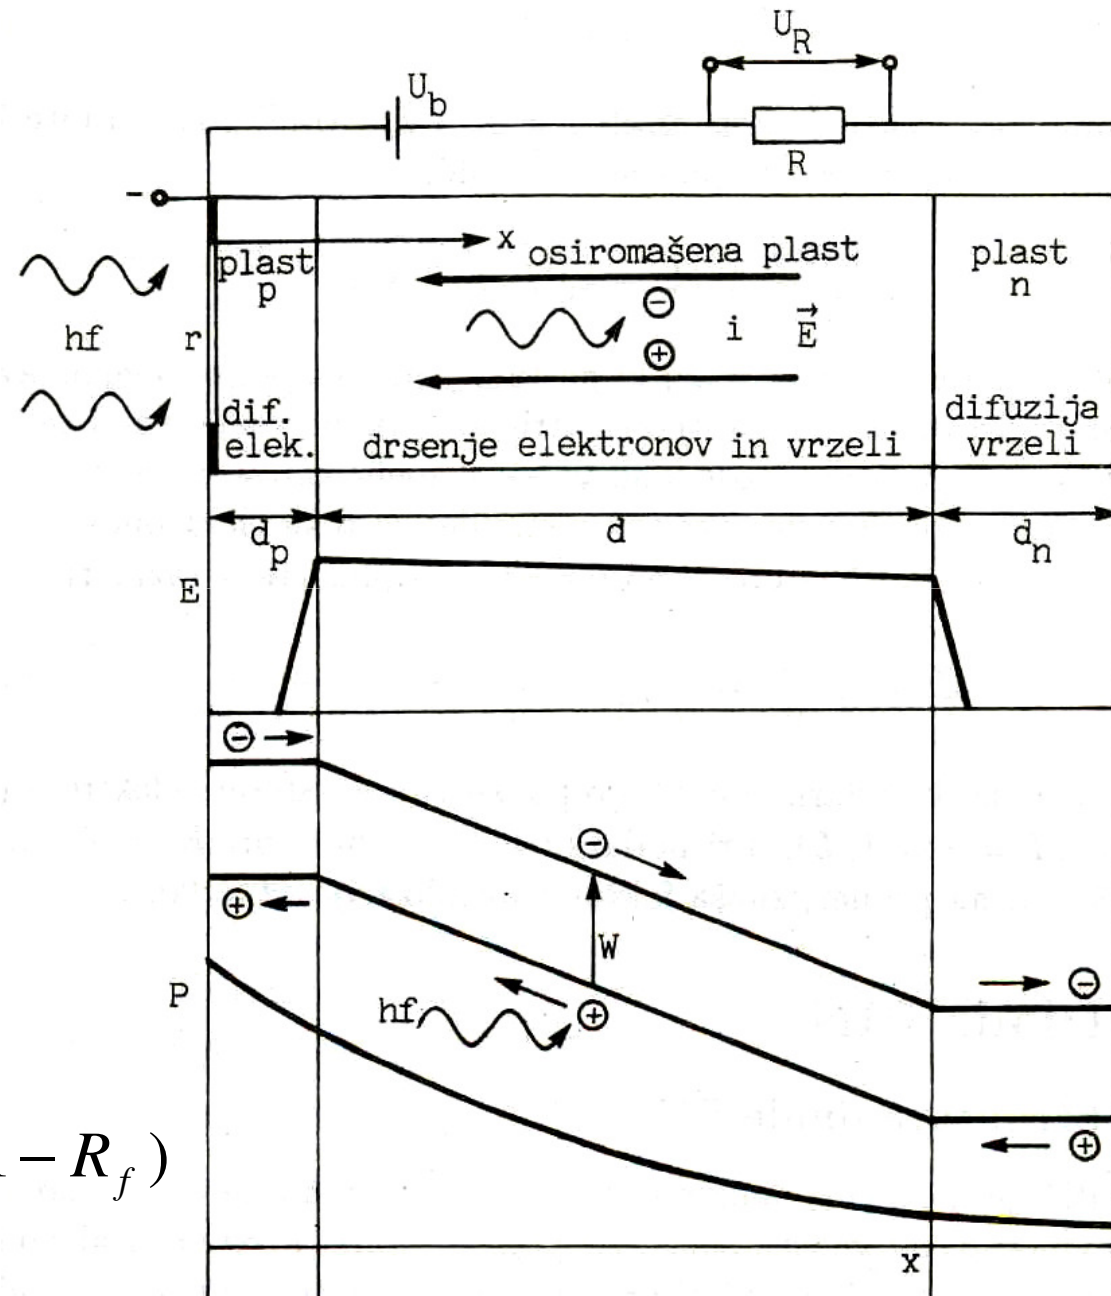 U_R
U_b
R
-
x
plast
p
osiromašena plast
plast
n
hf
r
⊖
i
E⃗
⊕
dif.
elek.
drsenje elektronov in vrzeli
difuzija
vrzeli
d_p
d
d_n
E
⊖
⊖
⊕
W
⊖
P
hf
⊕
⊕
- R_f)
x